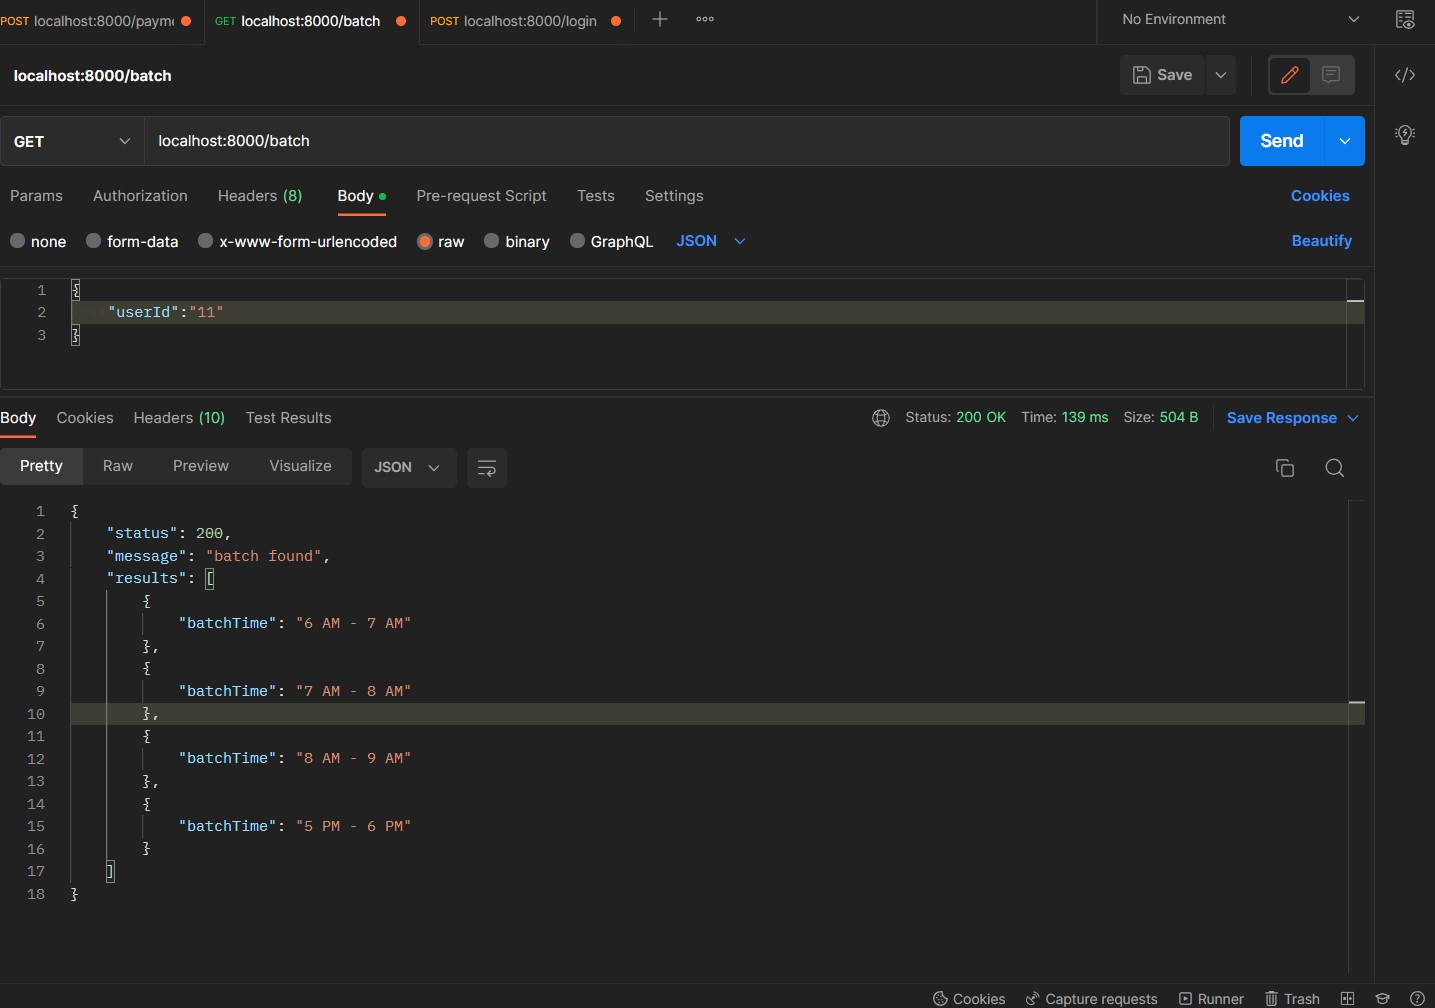 POST localhost:8000/payme
GET localhost:8000/batch
POST localhost:8000/login
No Environment
localhost:8000/batch
Save
GET
localhost:8000/batch
Send
Params Authorization Headers (8) Body Pre-request Script Tests Settings Cookies
none form-data x-www-form-urlencoded raw binary GraphQL JSON Beautify
1 {
2 "userId":"11"
3 }
Body Cookies Headers (10) Test Results Status: 200 OK Time: 139 ms Size: 504 B Save Response
Pretty Raw Preview Visualize JSON
1 {
2 "status": 200,
3 "message": "batch found",
4 "results": [
5 {
6 "batchTime": "6 AM - 7 AM"
7 },
8 {
9 "batchTime": "7 AM - 8 AM"
10 },
11 {
12 "batchTime": "8 AM - 9 AM"
13 },
14 {
15 "batchTime": "5 PM - 6 PM"
16 }
17 ]
18 }
Cookies Capture requests Runner Trash